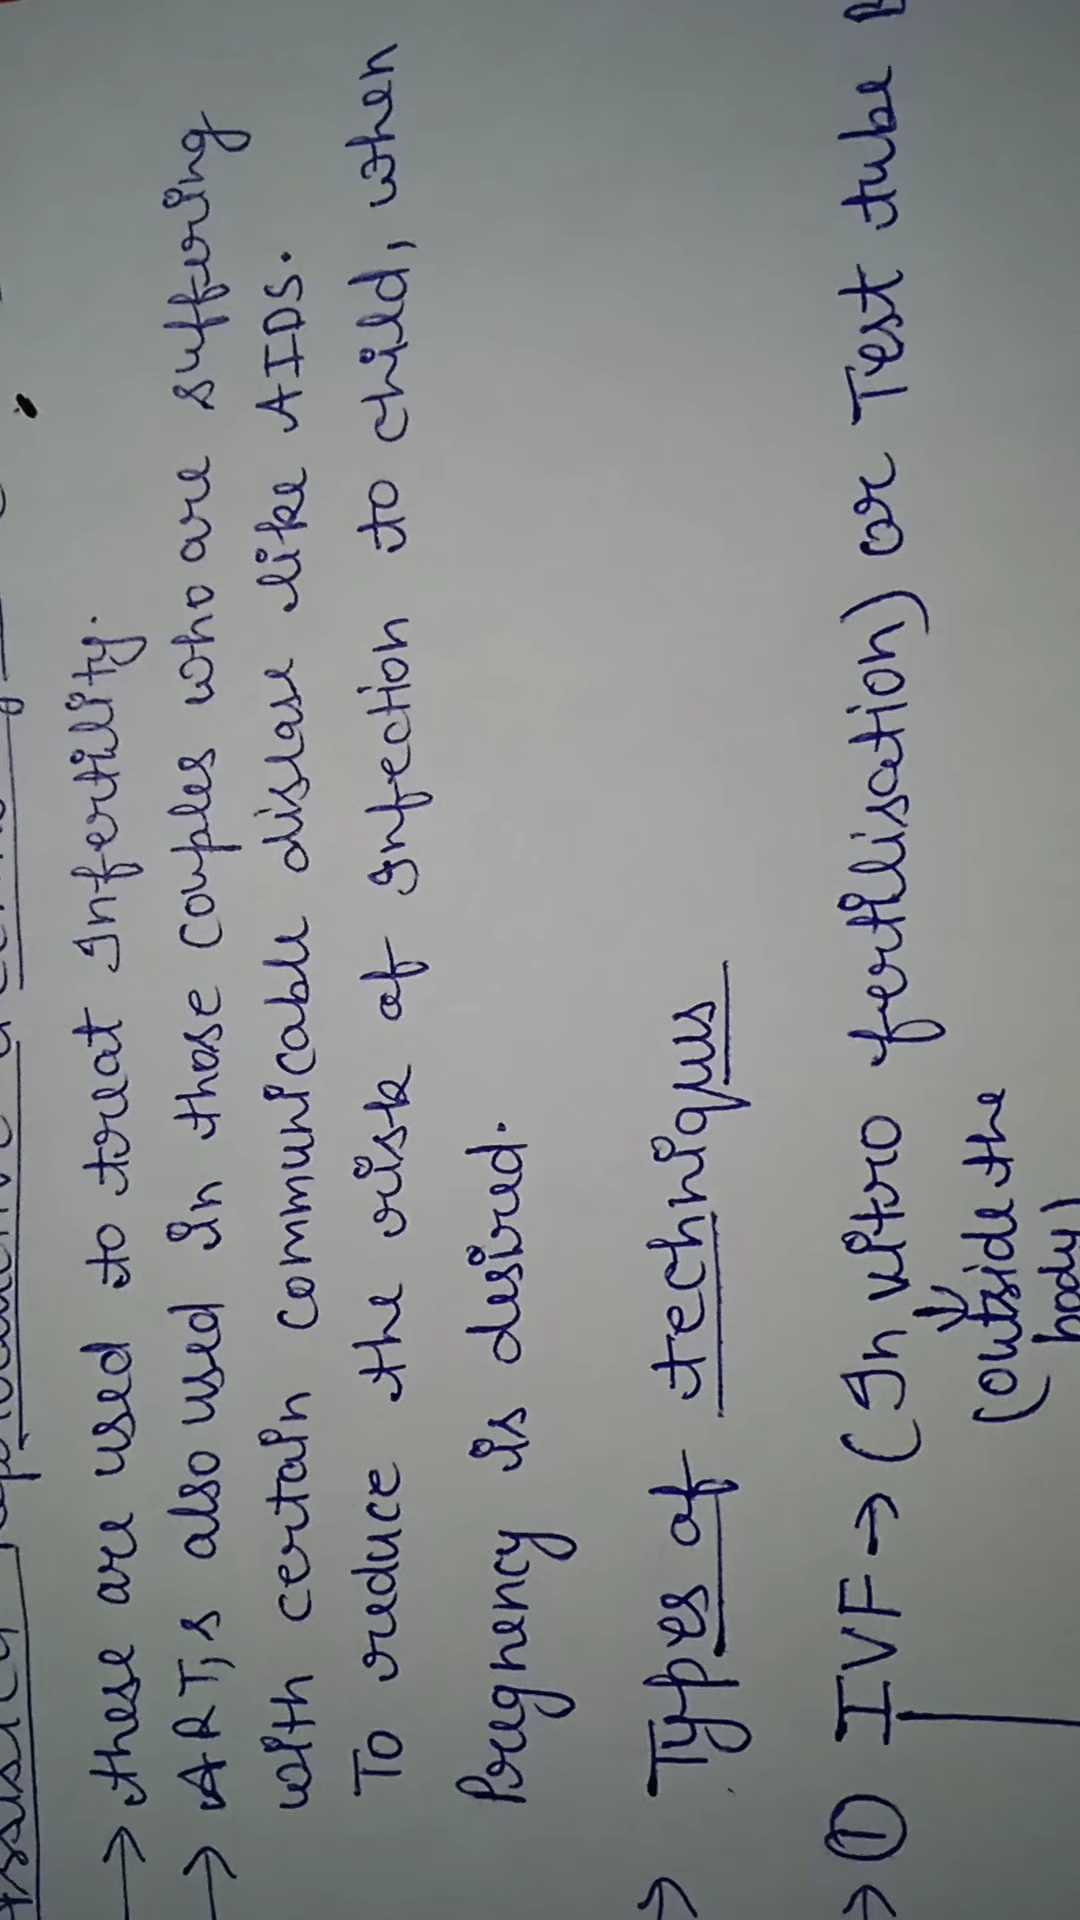 → these are used to treat Infertility.
→ ART,s also used in those couples who are suffering
with certain communicable disease like AIDS.
To reduce the risk of Infection to child, when
Pregnency is desired.
→ Types of techniques
→ ① IVF → (In vitro fertilisation) or Test tube
(outside the
body)